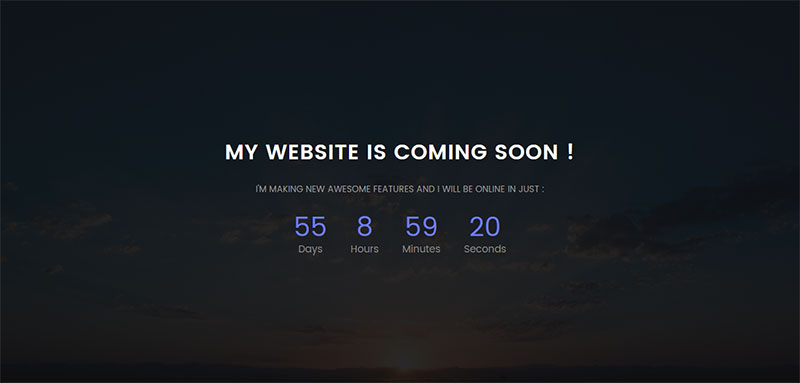 MY WEBSITE IS COMING SOON !
I'M MAKING NEW AWESOME FEATURES AND I WILL BE ONLINE IN JUST :
55 8 59 20
Days Hours Minutes Seconds